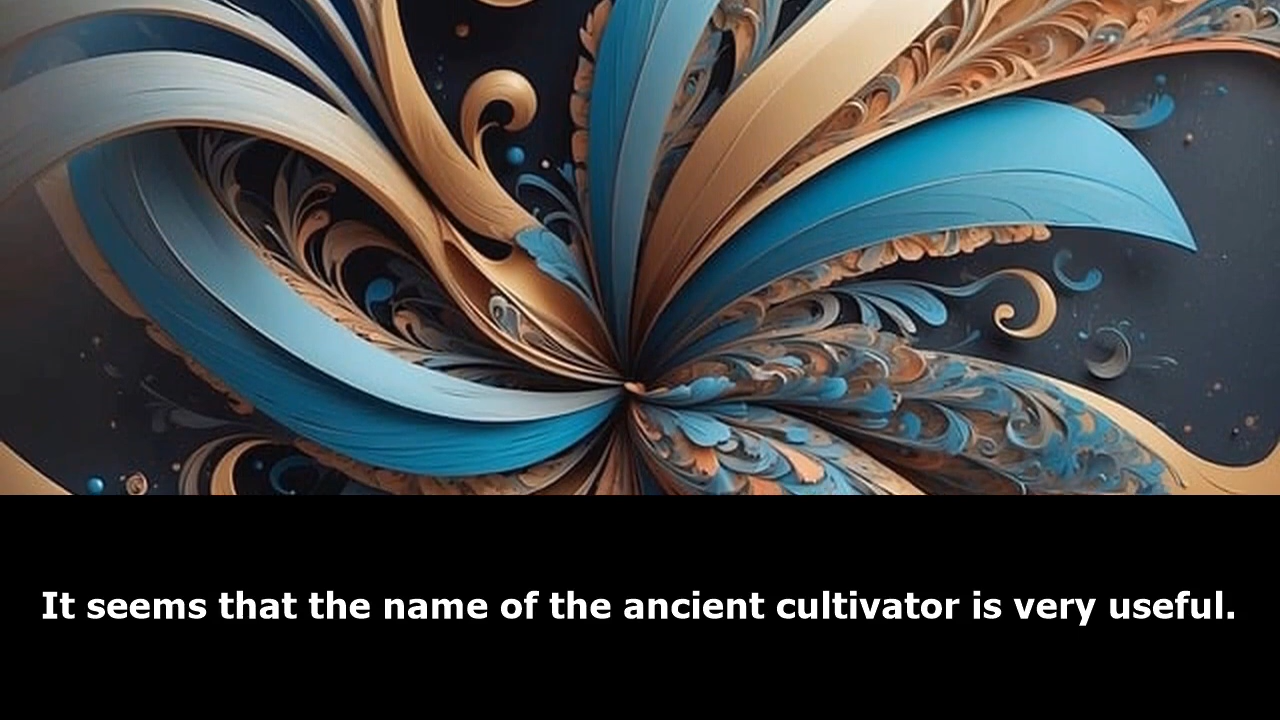 It seems that the name of the ancient cultivator is very useful.